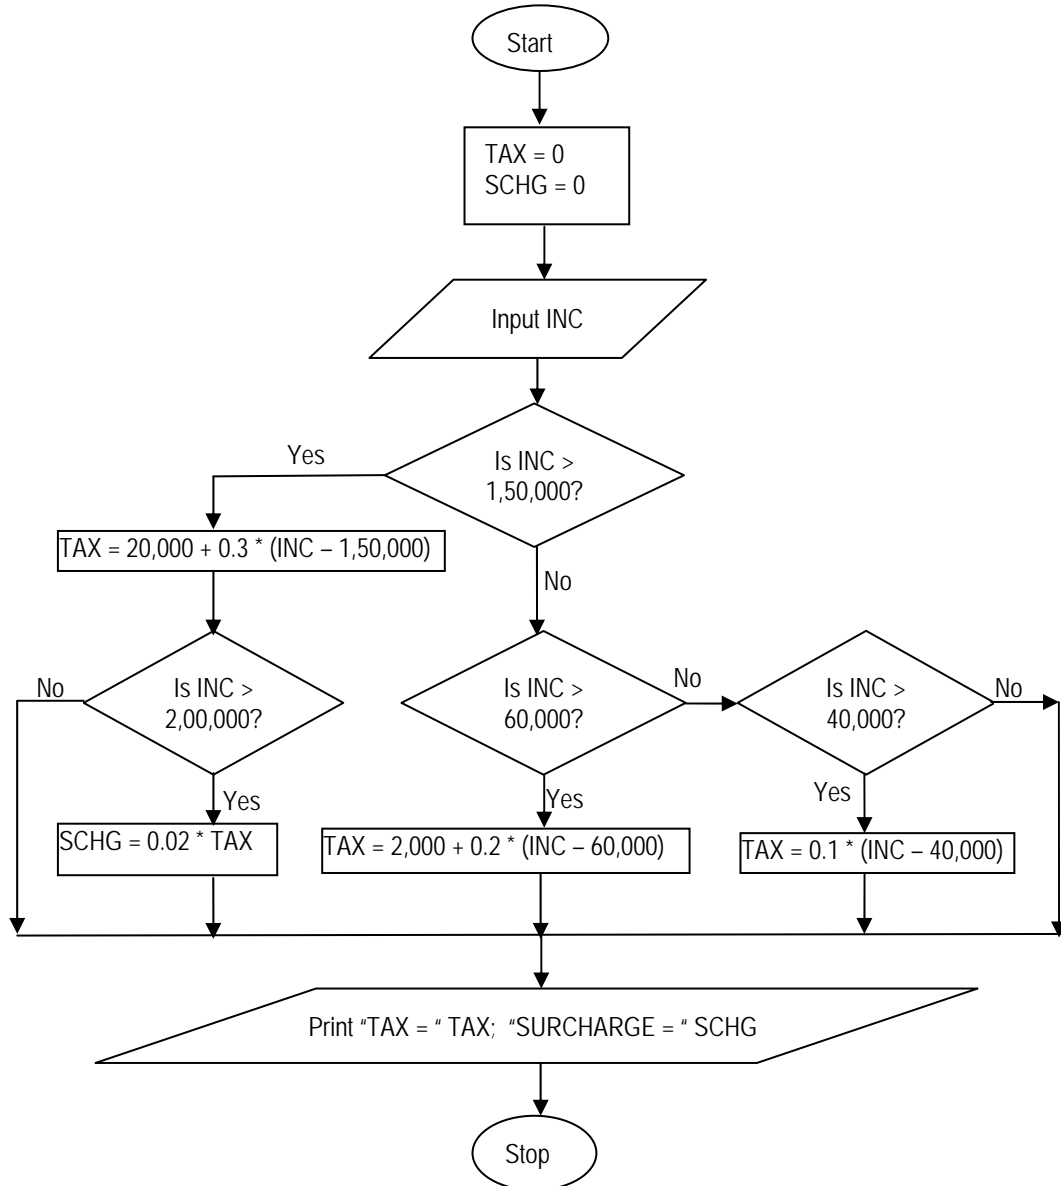 Start
TAX = 0
SCHG = 0
Input INC
Yes
Is INC >
1,50,000?
TAX = 20,000 + 0.3 * (INC – 1,50,000)
No
No
Is INC >
2,00,000?
Is INC >
60,000?
No
Is INC >
40,000?
No
Yes
SCHG = 0.02 * TAX
Yes
TAX = 2,000 + 0.2 * (INC – 60,000)
Yes
TAX = 0.1 * (INC – 40,000)
Print “TAX = “ TAX; “SURCHARGE = “ SCHG
Stop